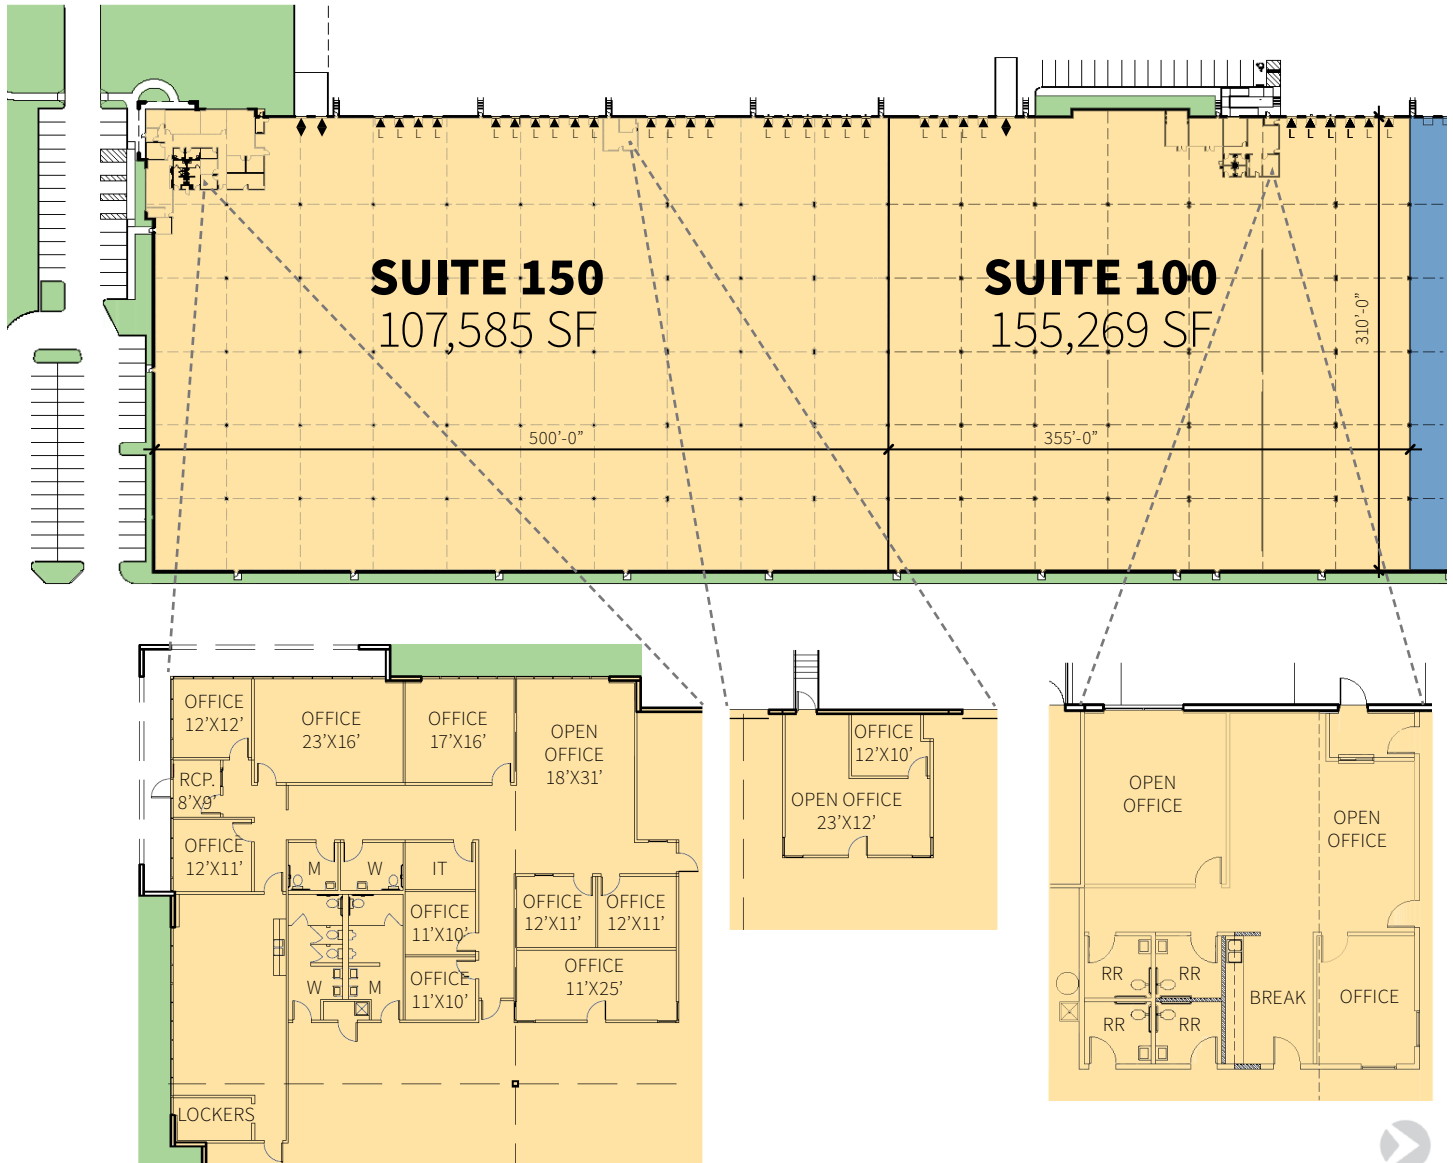 L L L L
L L L L L L
L L L L
L L L L L L
L L L L
L L L L L L
SUITE 150
107,585 SF
SUITE 100
155,269 SF
310'-0"
500'-0"
355'-0"
OFFICE
12'X12'
OFFICE
23'X16'
OFFICE
17'X16'
OPEN
OFFICE
18'X31'
RCP.
8'X9'
OFFICE
12'X11'
M
W
IT
OFFICE
11'X10'
OFFICE
12'X11'
OFFICE
12'X11'
OFFICE
11'X10'
OFFICE
11'X25'
W
M
LOCKERS
OFFICE
12'X10'
OPEN OFFICE
23'X12'
OPEN
OFFICE
OPEN
OFFICE
RR
RR
BREAK
OFFICE
RR
RR